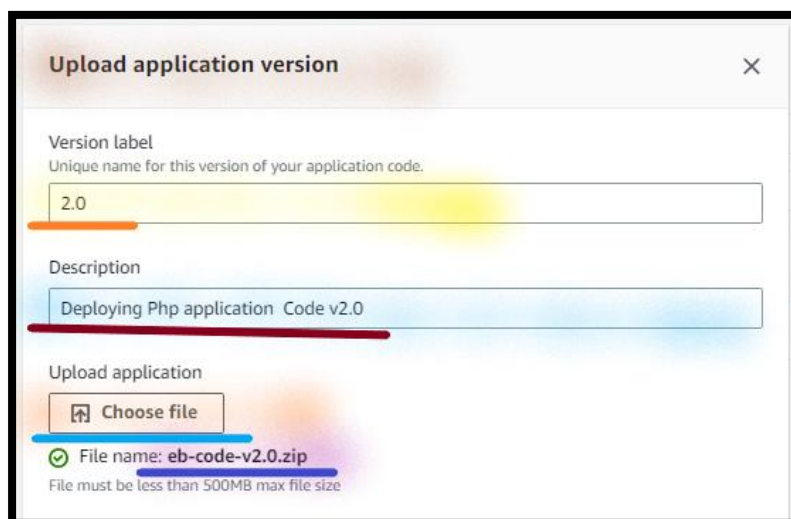 Upload application version
Version label
Unique name for this version of your application code.
2.0
Description
Deploying Php application  Code v2.0
Upload application
Choose file
File name: eb-code-v2.0.zip
File must be less than 500MB max file size